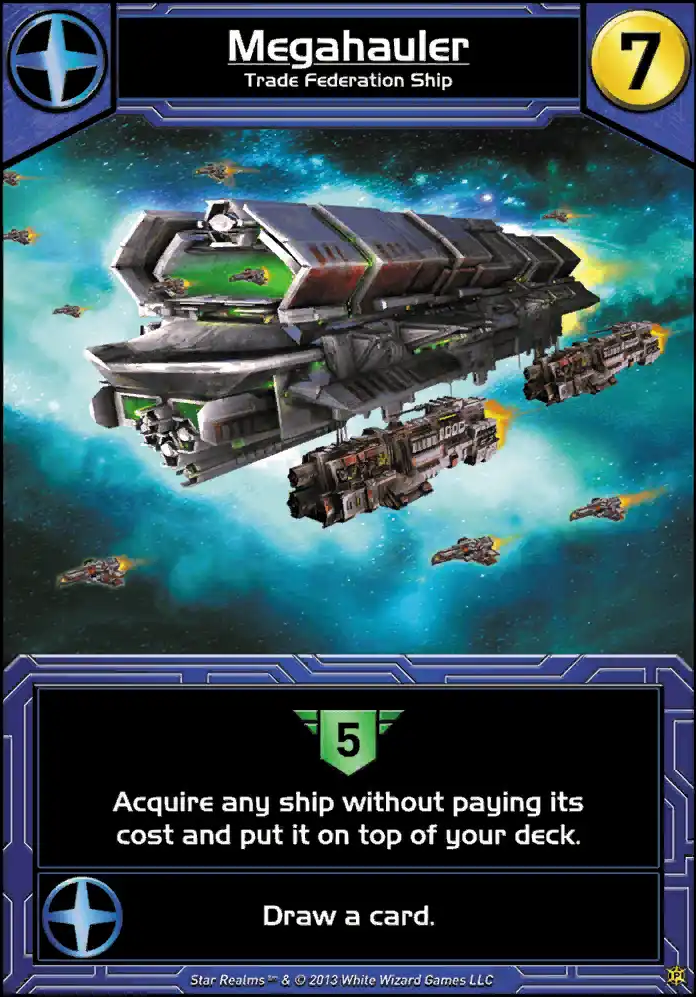 Megahauler
Trade Federation Ship
7
5
Acquire any ship without paying its
cost and put it on top of your deck.
Draw a card.
Star Realms℠ & © 2013 White Wizard Games LLC
P